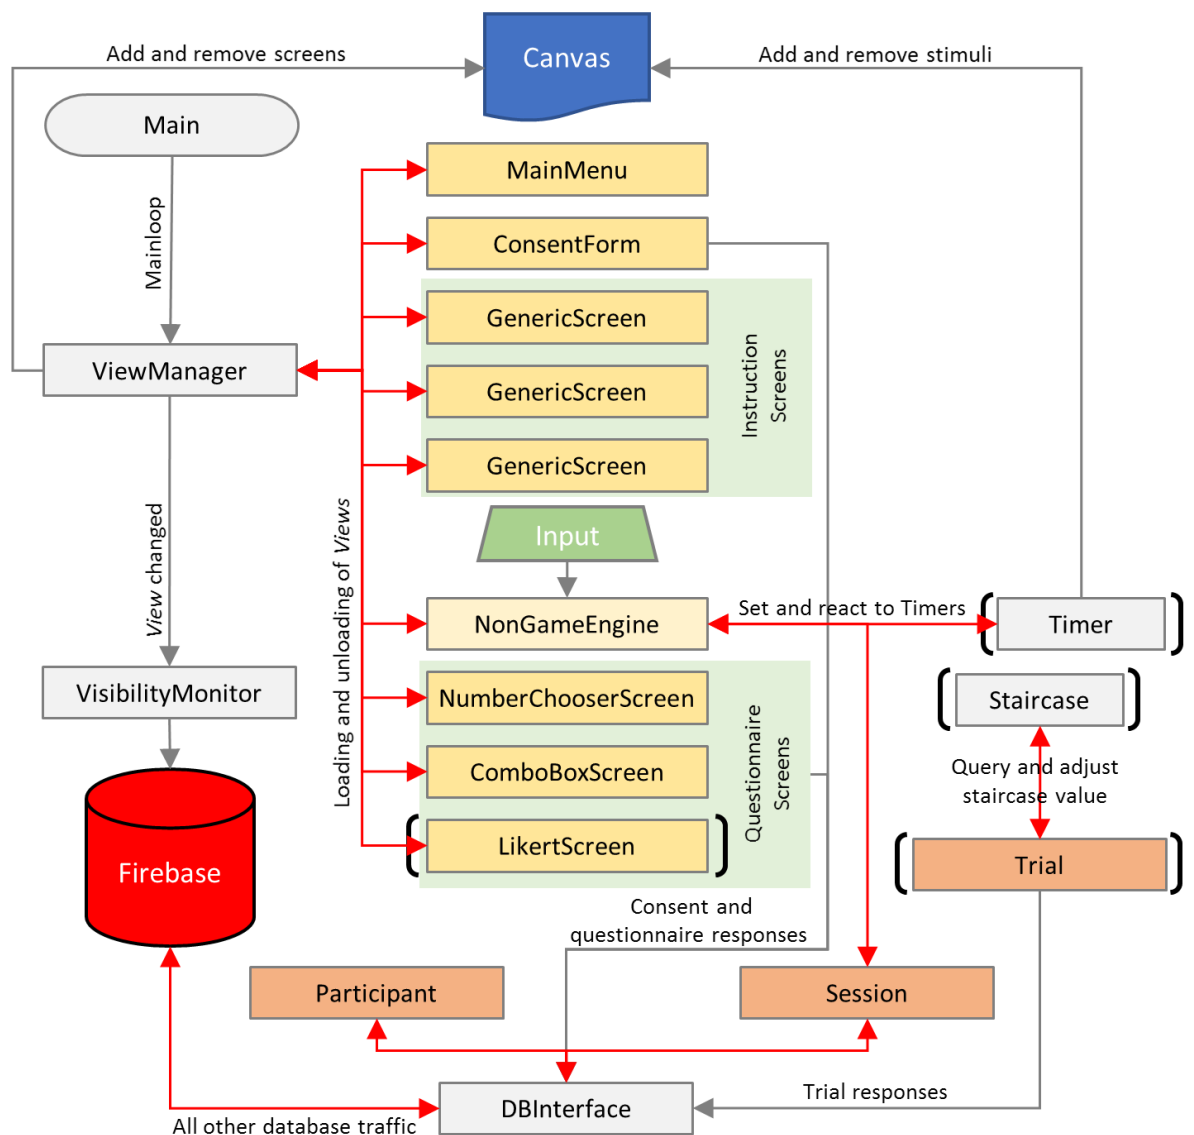 Add and remove screens
Canvas
Add and remove stimuli
Main
MainMenu
Mainloop
ConsentForm
GenericScreen
ViewManager
GenericScreen
Instruction
Screens
GenericScreen
View changed
Loading and unloading of Views
Input
NonGameEngine
Set and react to Timers
Timer
VisibilityMonitor
NumberChooserScreen
Staircase
ComboBoxScreen
Questionnaire
Screens
Query and adjust
staircase value
LikertScreen
Firebase
Trial
Consent and
questionnaire responses
Participant
Session
DBInterface
Trial responses
All other database traffic